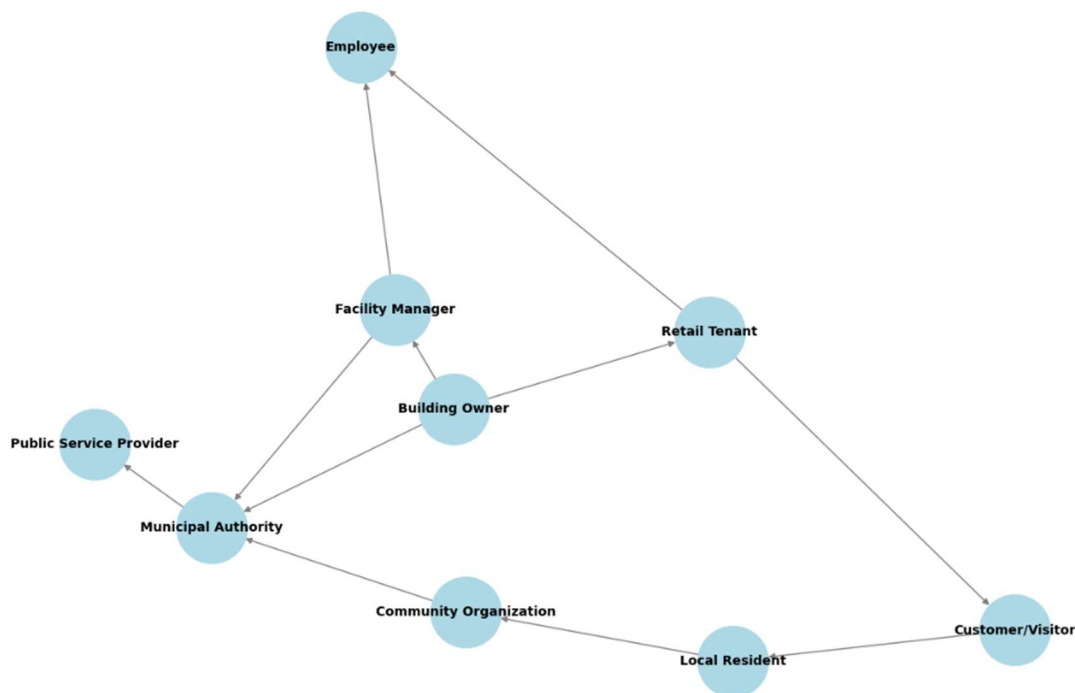 Employee
Facility Manager
Retail Tenant
Building Owner
Public Service Provider
Municipal Authority
Community Organization
Customer/Visitor
Local Resident